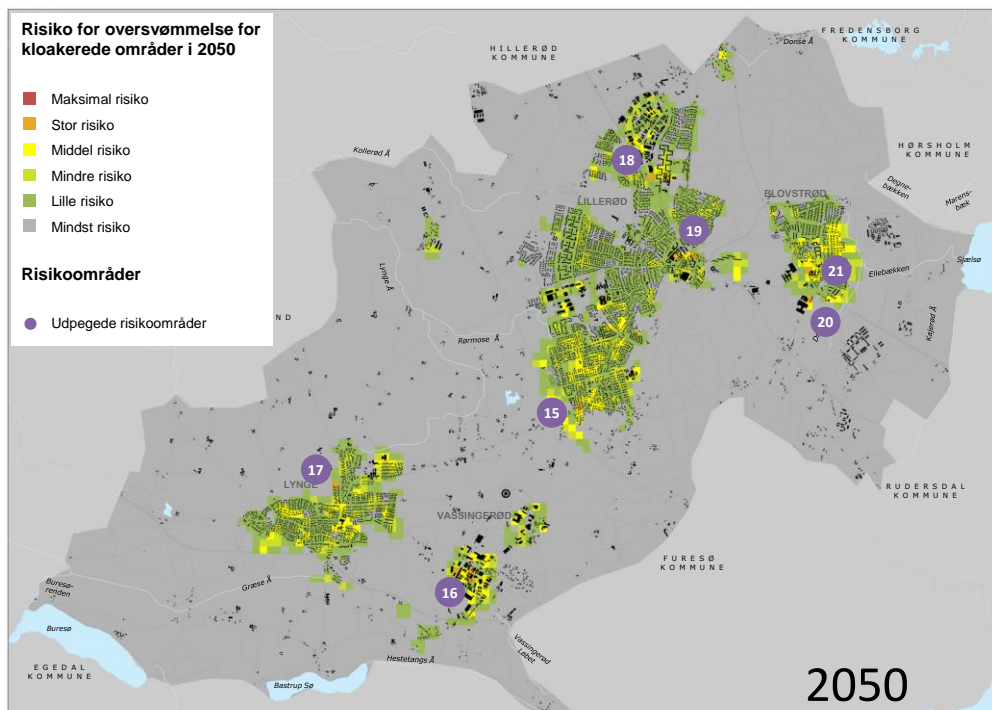 Risiko for oversvømmelse for
kloakerede områder i 2050
Maksimal risiko
Stor risiko
Middel risiko
Mindre risiko
Lille risiko
Mindst risiko
Risikoområder
Udpegede risikoområder
HILLERØD
KOMMUNE
FREDENSBORG
KOMMUNE
Donse Å
HØRSHOLM
KOMMUNE
Kollerød Å
18
Degne-
bækken
Marens-
bæk
LILLERØD
BLOVSTRØD
19
Sjælsø
Lynge Å
21
Ellebækken
ND
20
D
Kajerød Å
Rørmose Å
15
17
LYNGE
RUDERSDAL
KOMMUNE
VASSINGERØD
FURESØ
KOMMUNE
Buresø-
renden
Græse Å
16
Buresø
Vassingerød
Løbet
EGEDAL
KOMMUNE
Hestetangs Å
Bastrup Sø
2050